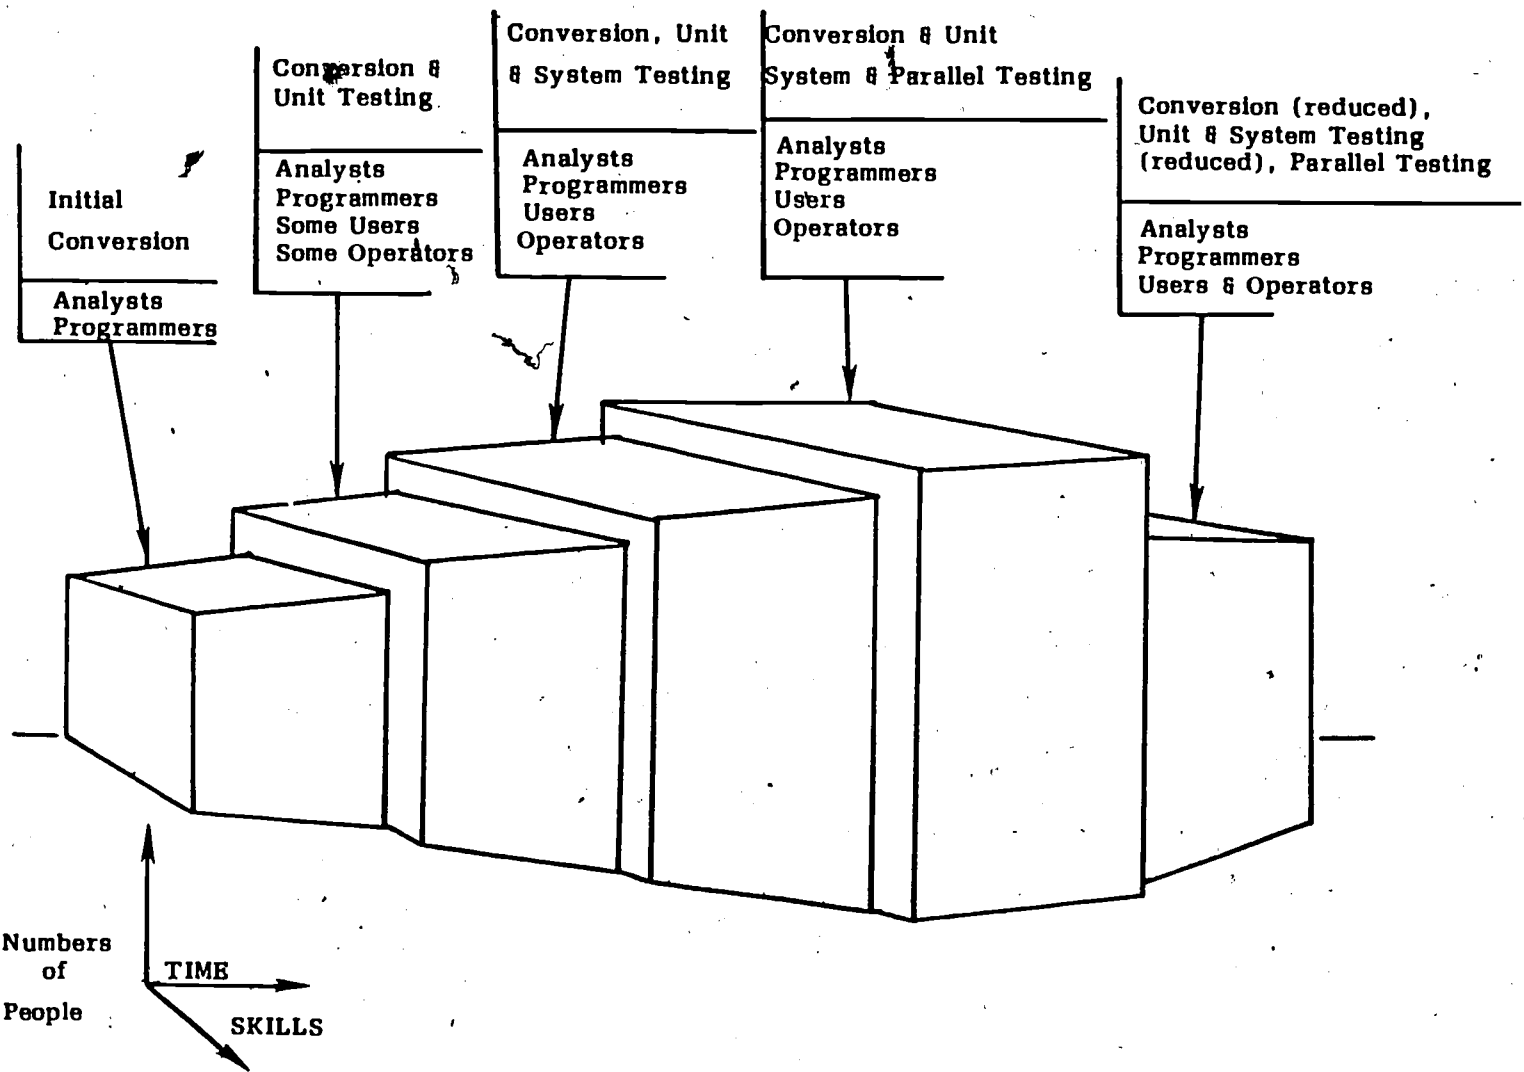 Initial
Conversion
Analysts
Programmers
Conversion &
Unit Testing
Analysts
Programmers
Some Users
Some Operators
Conversion, Unit
& System Testing
Analysts
Programmers
Users
Operators
Conversion & Unit
System & Parallel Testing
Analysts
Programmers
Users
Operators
Conversion (reduced),
Unit & System Testing
(reduced), Parallel Testing
Analysts
Programmers
Users & Operators
Numbers
of
People
TIME
SKILLS